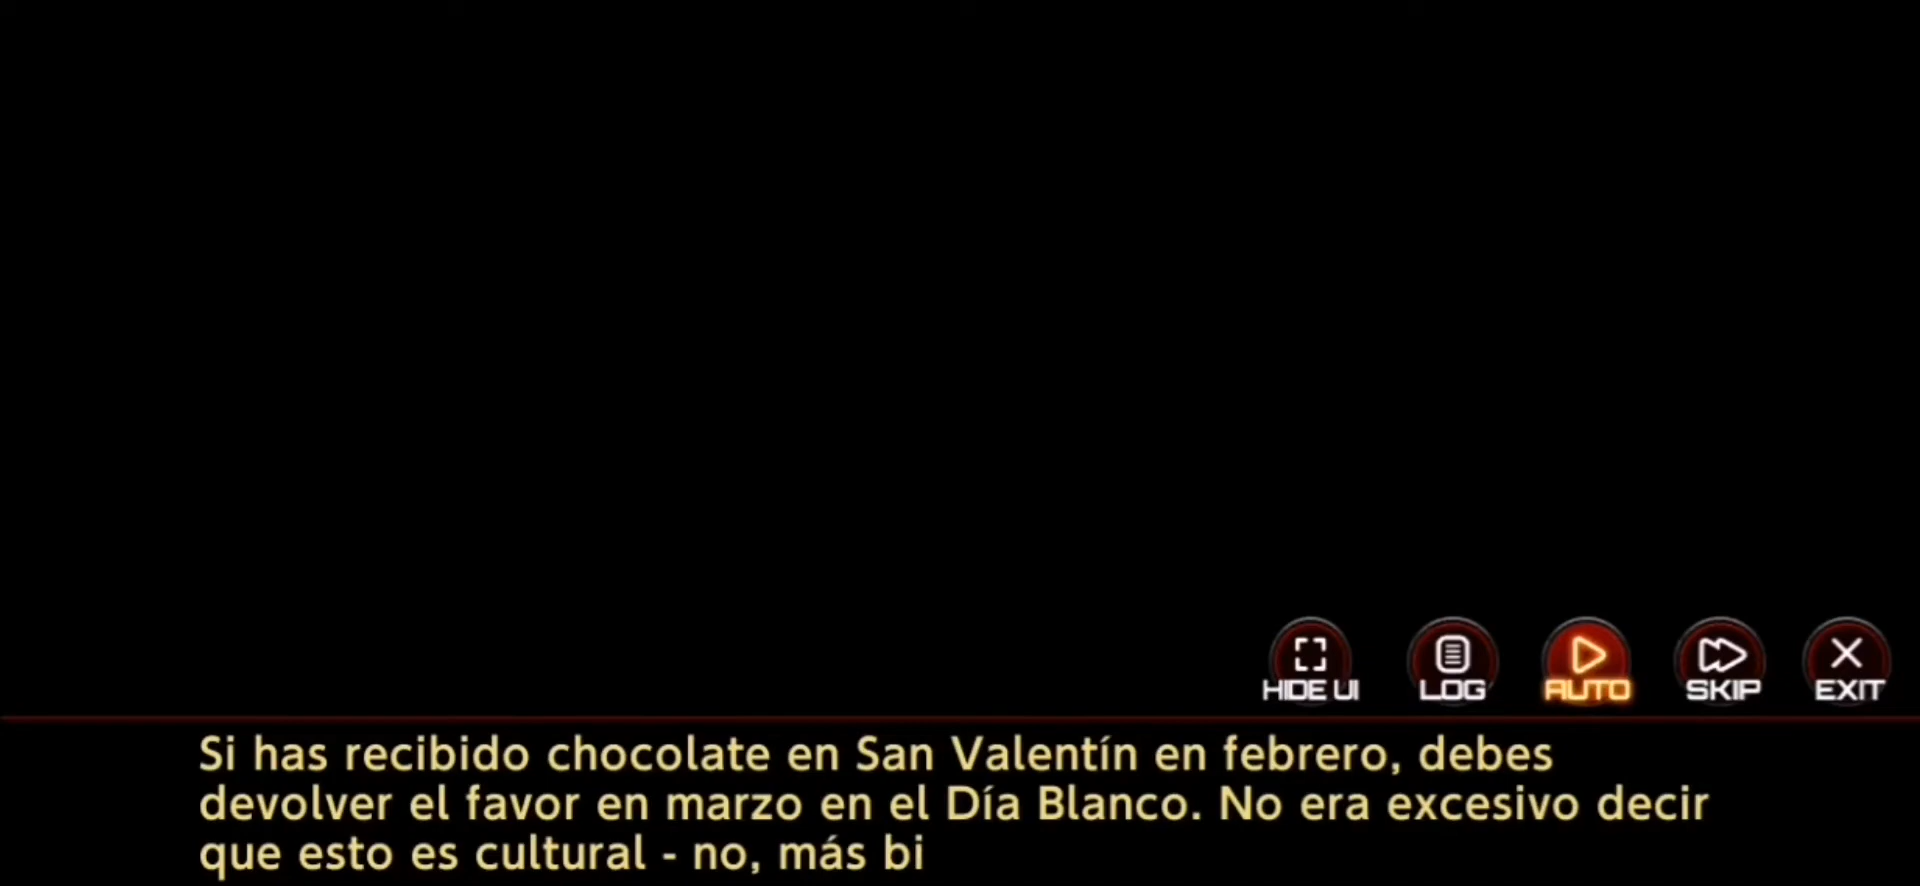 HIDE UI
LOG
AUTO
SKIP
EXIT
Si has recibido chocolate en San Valentín en febrero, debes
devolver el favor en marzo en el Día Blanco. No era excesivo decir
que esto es cultural - no, más bi